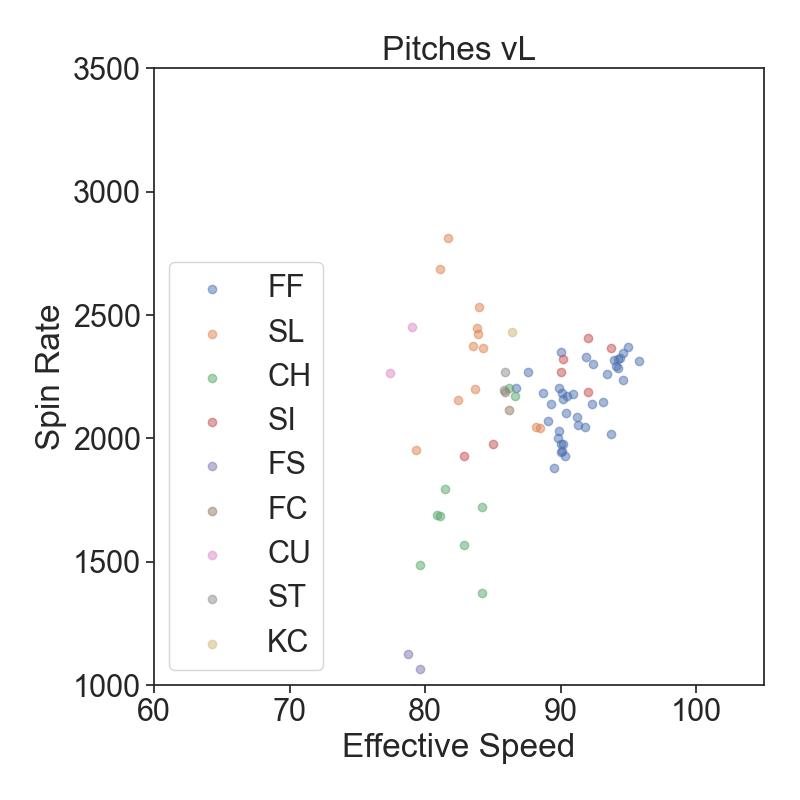 Pitches vL
3500
3000
2500
2000
1500
1000
Spin Rate
FF
SL
CH
SI
FS
FC
CU
ST
KC
60 70 80 90 100
Effective Speed